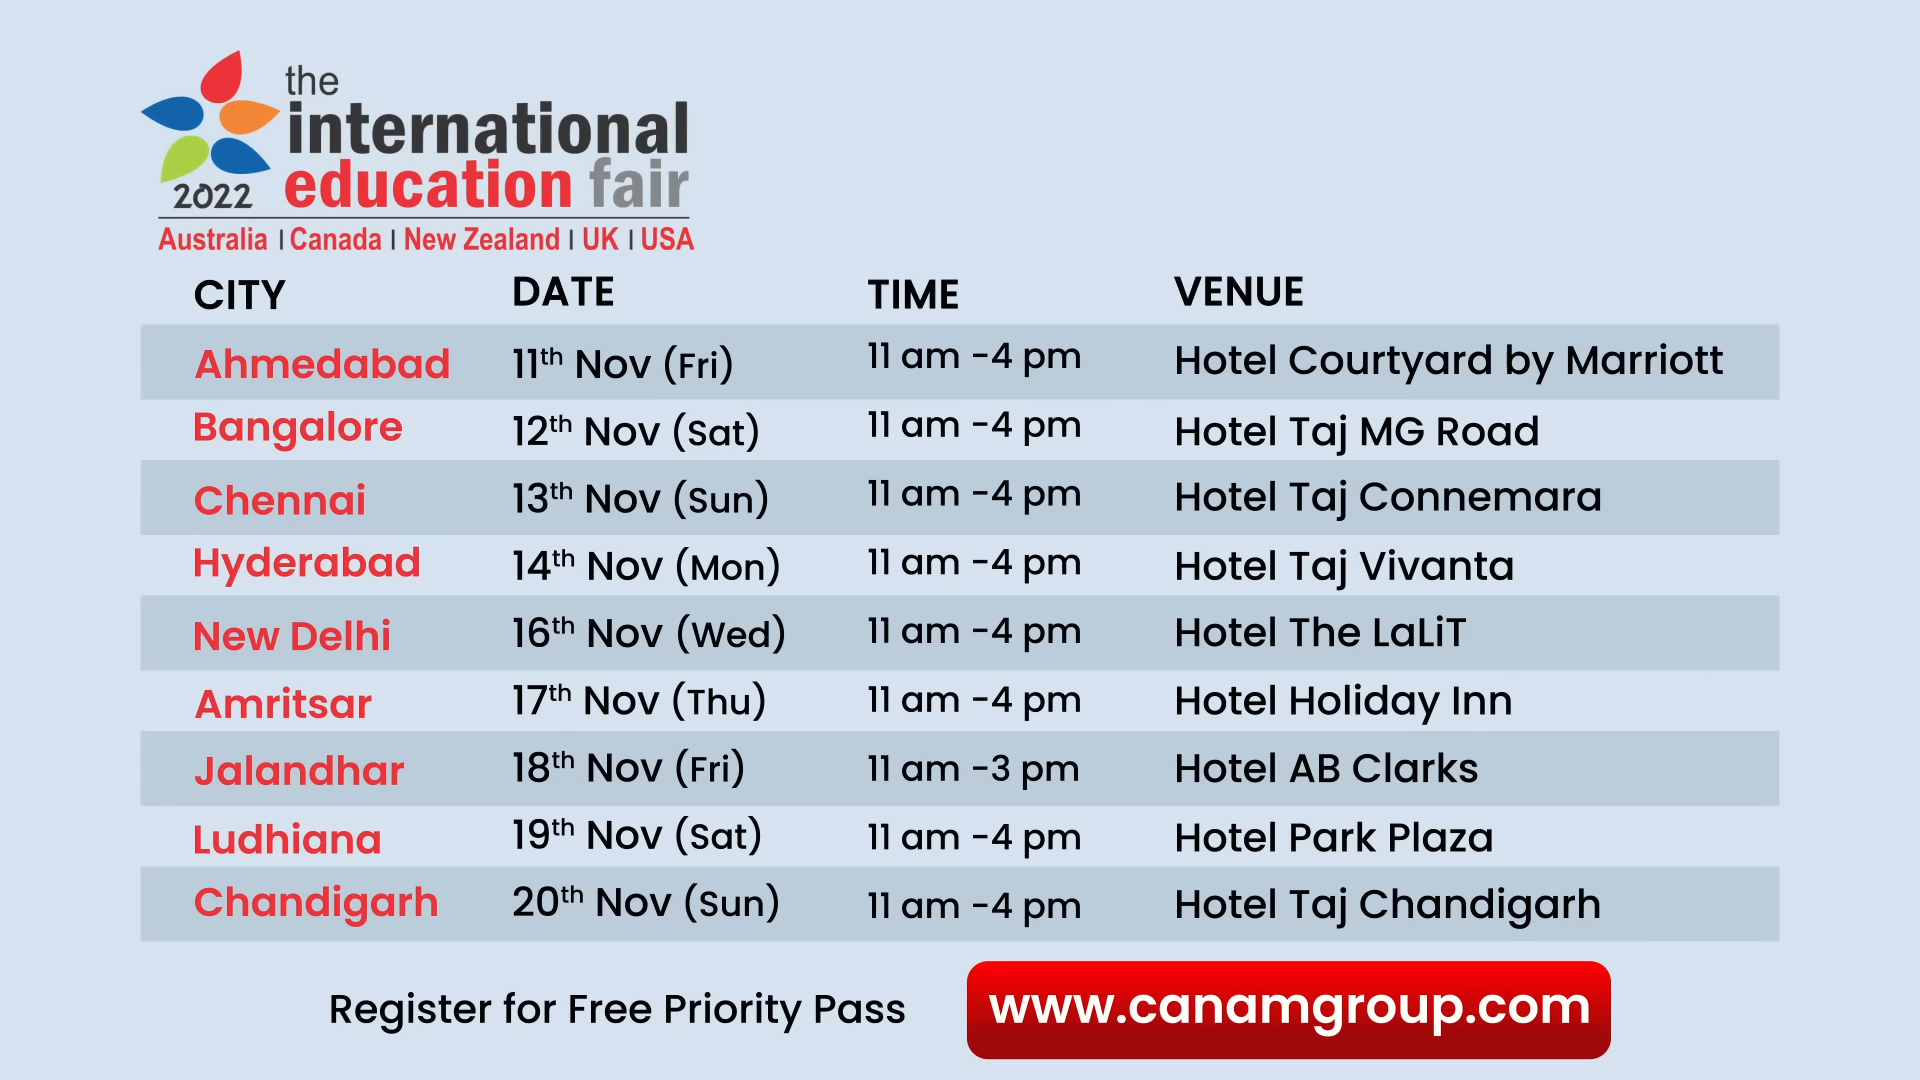 the
international
education fair
2022
Australia | Canada | New Zealand | UK | USA
CITY DATE TIME VENUE
Ahmedabad 11th Nov (Fri) 11 am -4 pm Hotel Courtyard by Marriott
Bangalore 12th Nov (Sat) 11 am -4 pm Hotel Taj MG Road
Chennai 13th Nov (Sun) 11 am -4 pm Hotel Taj Connemara
Hyderabad 14th Nov (Mon) 11 am -4 pm Hotel Taj Vivanta
New Delhi 16th Nov (Wed) 11 am -4 pm Hotel The LaLiT
Amritsar 17th Nov (Thu) 11 am -4 pm Hotel Holiday Inn
Jalandhar 18th Nov (Fri) 11 am -3 pm Hotel AB Clarks
Ludhiana 19th Nov (Sat) 11 am -4 pm Hotel Park Plaza
Chandigarh 20th Nov (Sun) 11 am -4 pm Hotel Taj Chandigarh
Register for Free Priority Pass www.canamgroup.com